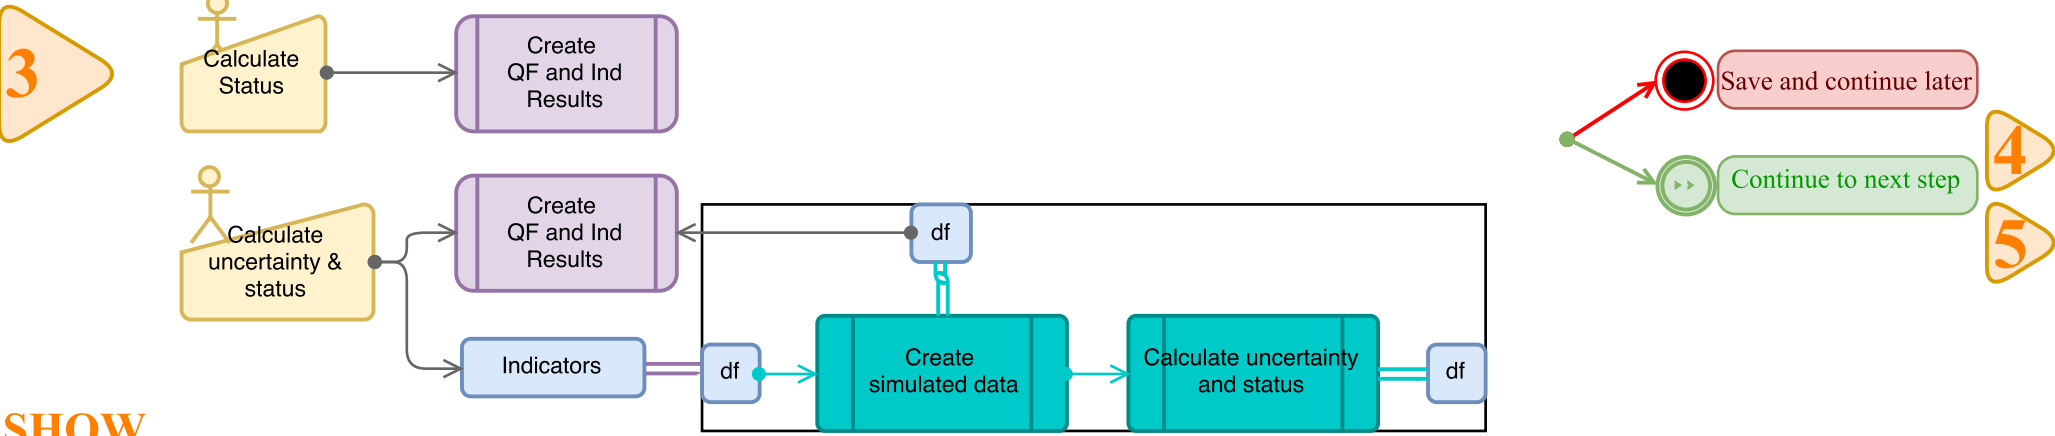 3
Calculate
Status
Create
QF and Ind
Results
Save and continue later
4
Continue to next step
5
Calculate
uncertainty &
status
Create
QF and Ind
Results
df
Indicators
df
Create
simulated data
Calculate uncertainty
and status
df
SHOW